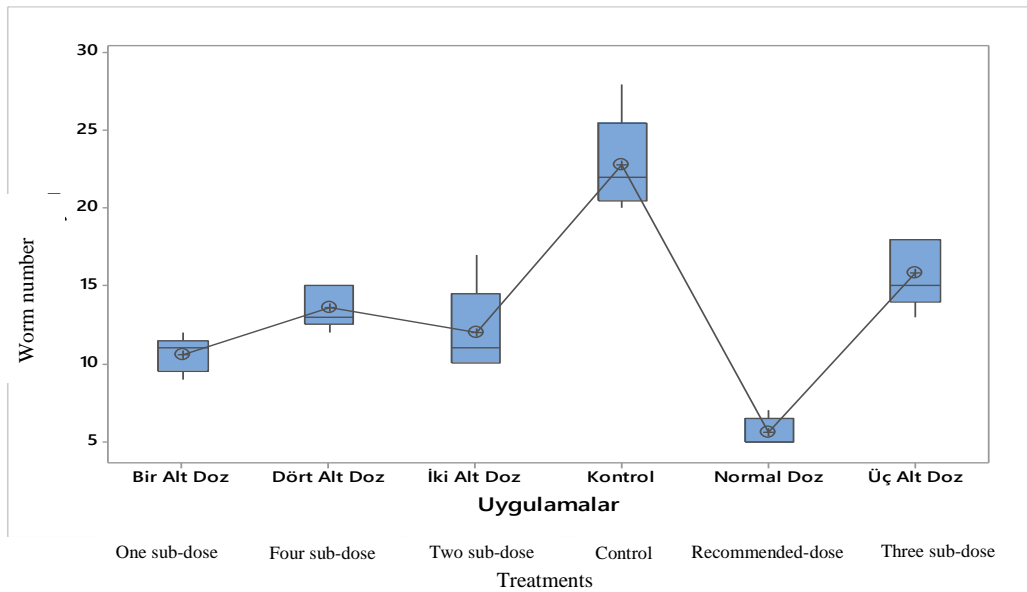 30
25
20
15
10
5
Worm number
Bir Alt Doz Dört Alt Doz İki Alt Doz Kontrol Normal Doz Üç Alt Doz
Uygulamalar
One sub-dose Four sub-dose Two sub-dose Control Recommended-dose Three sub-dose
Treatments